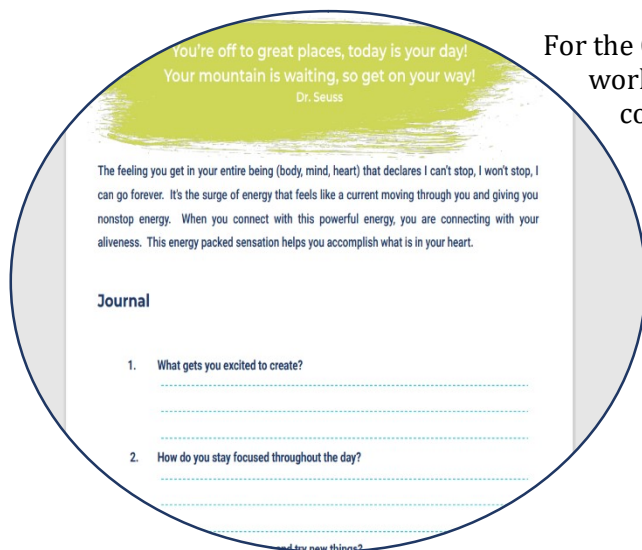 You're off to great places, today is your day!
Your mountain is waiting, so get on your way!
Dr. Seuss
For the
The feeling you get in your entire being (body, mind, heart) that declares I can't stop, I won't stop, I
can go forever. It's the surge of energy that feels like a current moving through you and giving you
nonstop energy. When you connect with this powerful energy, you are connecting with your
aliveness. This energy packed sensation helps you accomplish what is in your heart.
Journal
1. What gets you excited to create?
2. How do you stay focused throughout the day?
and try new things?